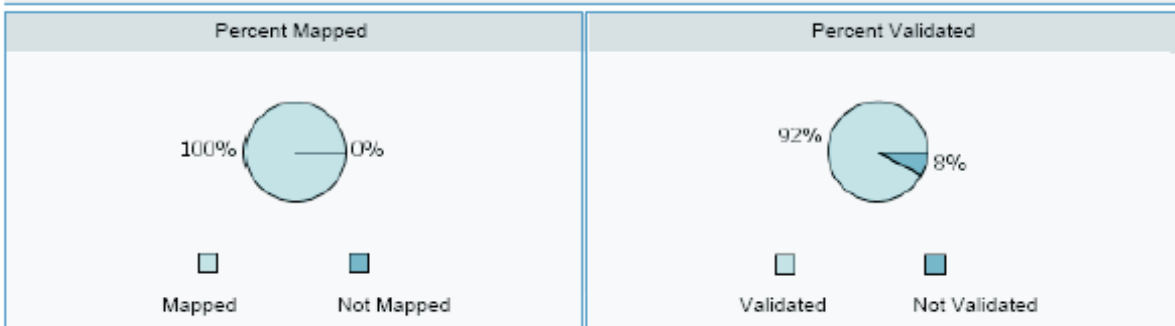 Percent Mapped
100%
0%
Mapped
Not Mapped
Percent Validated
92%
8%
Validated
Not Validated